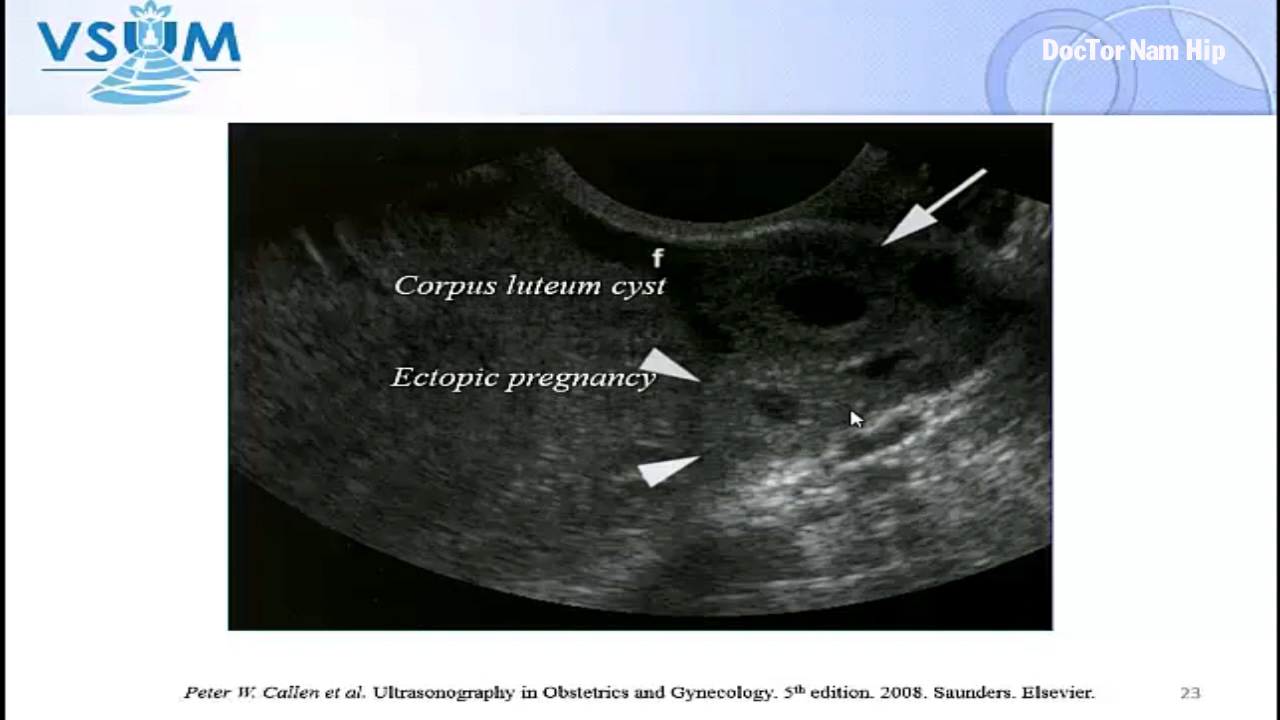 VSUM
DocTor Nam Hip
f
Corpus luteum cyst
Ectopic pregnancy
Peter W. Callen et al. Ultrasonography in Obstetrics and Gynecology. 5th edition. 2008. Saunders. Elsevier.
23